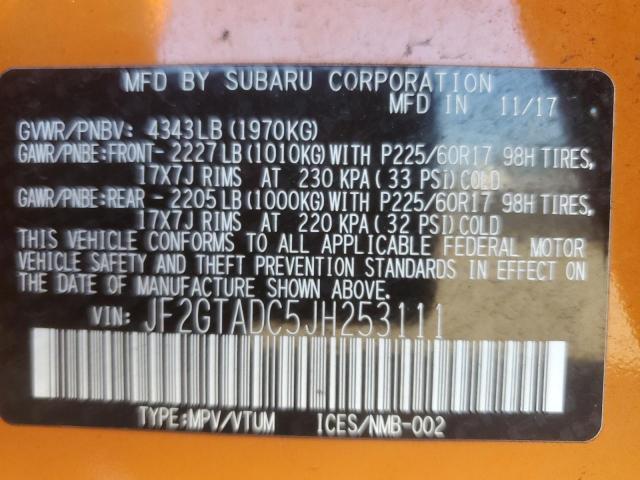 MFD BY SUBARU CORPORATION
MFD IN 11/17
GVWR/PNBV: 4343LB (1970KG)
GAWR/PNBE:FRONT-2227LB (1010KG) WITH P225/60R17 98H TIRES,
17X7J RIMS AT 230 KPA( 33 PSI) COLD
GAWR/PNBE:REAR -2205LB (1000KG) WITH P225/60R17 98H TIRES,
17X7J RIMS AT 220 KPA( 32 PSI) COLD
THIS VEHICLE CONFORMS TO ALL APPLICABLE FEDERAL MOTOR
VEHICLE SAFETY AND THEFT PREVENTION STANDARDS IN EFFECT ON
THE DATE OF MANUFACTURE SHOWN ABOVE.
VIN: JF2GTADC5JH253111
TYPE:MPV/VTUM ICES/NMB-002